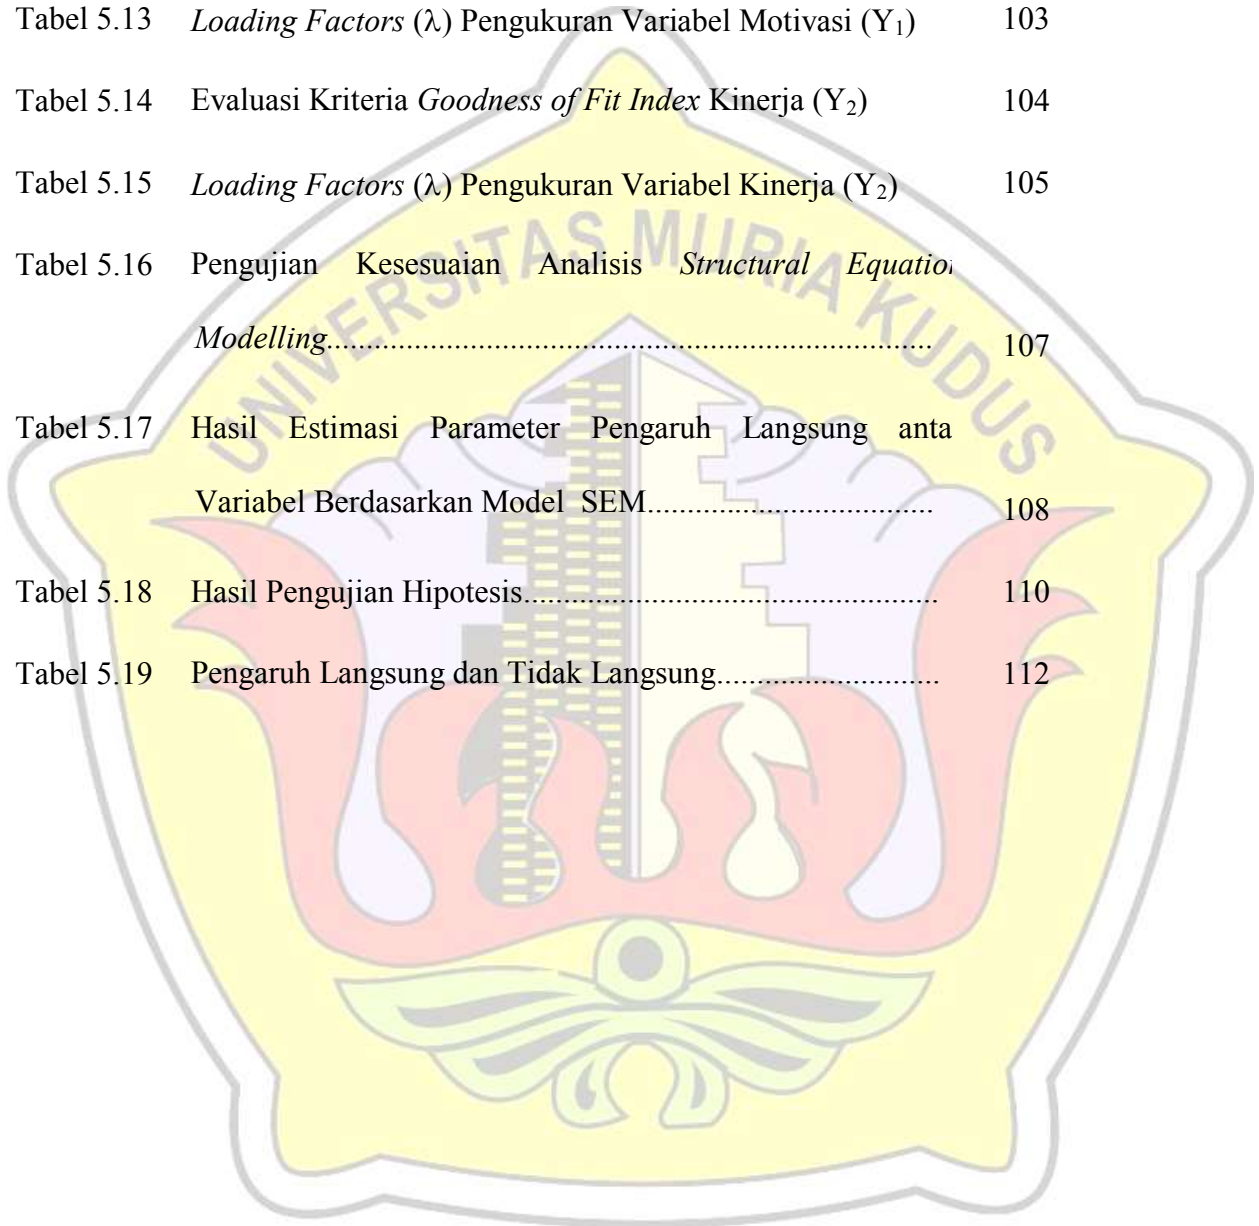 Tabel 5.13 Loading Factors (λ) Pengukuran Variabel Motivasi (Y₁) 103
Tabel 5.14 Evaluasi Kriteria Goodness of Fit Index Kinerja (Y₂) 104
Tabel 5.15 Loading Factors (λ) Pengukuran Variabel Kinerja (Y₂) 105
Tabel 5.16 Pengujian Kesesuaian Analisis Structural Equation
Modelling........................................................................... 107
Tabel 5.17 Hasil Estimasi Parameter Pengaruh Langsung anta
Variabel Berdasarkan Model SEM................................... 108
Tabel 5.18 Hasil Pengujian Hipotesis................................................... 110
Tabel 5.19 Pengaruh Langsung dan Tidak Langsung........................... 112
UNIVERSITAS MURIA KUDUS